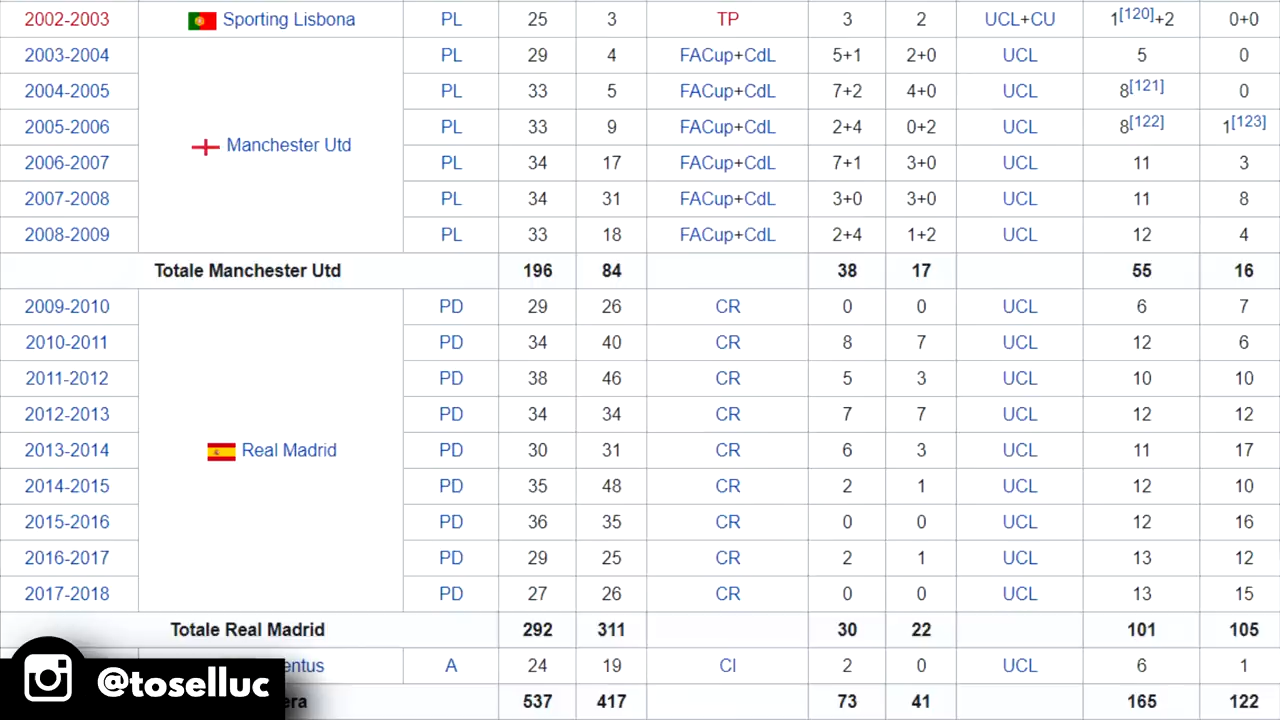 2002-2003 Sporting Lisbona PL 25 3 TP 3 2 UCL+CU 1[120]+2 0+0
2003-2004 PL 29 4 FACup+CdL 5+1 2+0 UCL 5 0
2004-2005 PL 33 5 FACup+CdL 7+2 4+0 UCL 8[121] 0
2005-2006 PL 33 9 FACup+CdL 2+4 0+2 UCL 8[122] 1[123]
Manchester Utd
2006-2007 PL 34 17 FACup+CdL 7+1 3+0 UCL 11 3
2007-2008 PL 34 31 FACup+CdL 3+0 3+0 UCL 11 8
2008-2009 PL 33 18 FACup+CdL 2+4 1+2 UCL 12 4
Totale Manchester Utd 196 84 38 17 55 16
2009-2010 PD 29 26 CR 0 0 UCL 6 7
2010-2011 PD 34 40 CR 8 7 UCL 12 6
2011-2012 PD 38 46 CR 5 3 UCL 10 10
2012-2013 PD 34 34 CR 7 7 UCL 12 12
2013-2014 Real Madrid PD 30 31 CR 6 3 UCL 11 17
2014-2015 PD 35 48 CR 2 1 UCL 12 10
2015-2016 PD 36 35 CR 0 0 UCL 12 16
2016-2017 PD 29 25 CR 2 1 UCL 13 12
2017-2018 PD 27 26 CR 0 0 UCL 13 15
Totale Real Madrid 292 311 30 22 101 105
entus A 24 19 CI 2 0 UCL 6 1
era 537 417 73 41 165 122
@toselluc